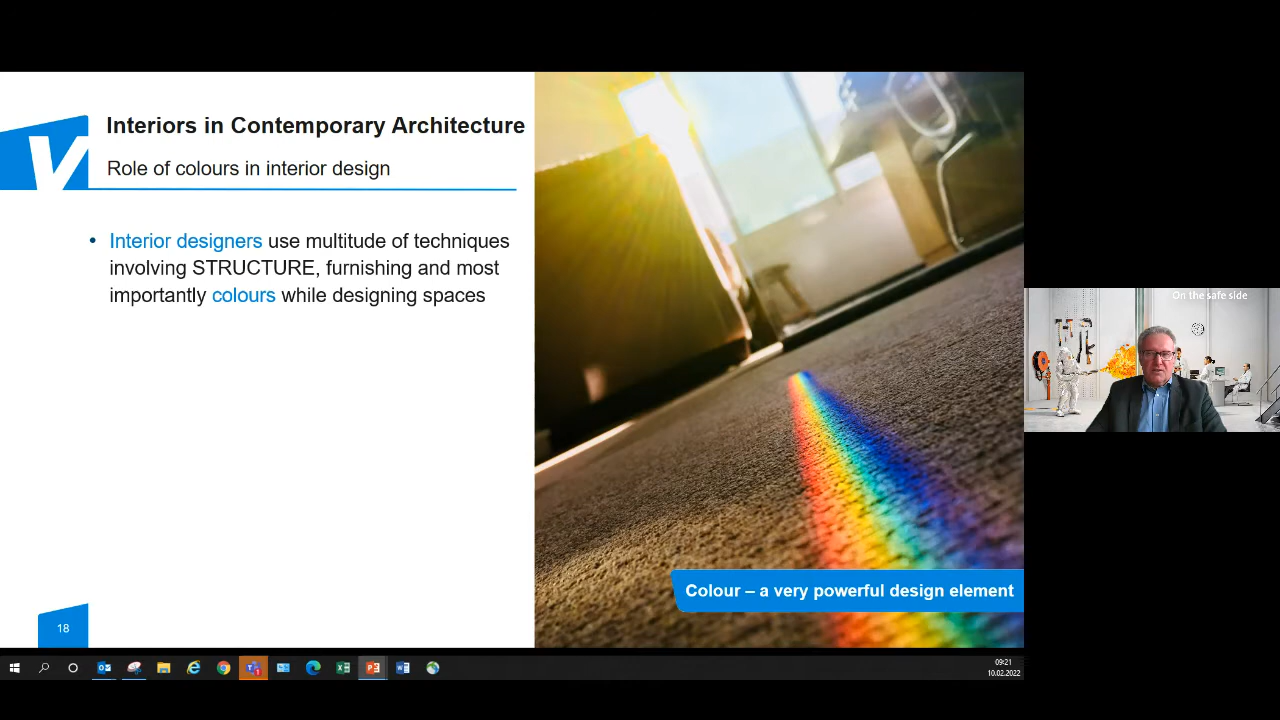 Interiors in Contemporary Architecture
Role of colours in interior design
• Interior designers use multitude of techniques
involving STRUCTURE, furnishing and most
importantly colours while designing spaces
Colour – a very powerful design element
18
On the safe side
09:21
10.02.2022